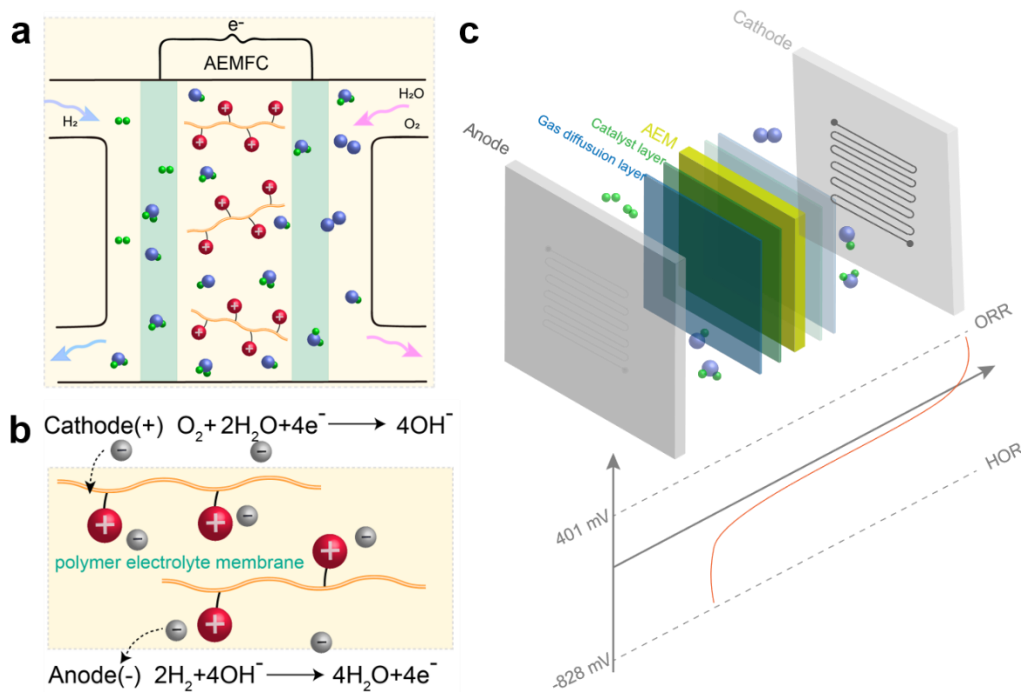 a
e⁻
AEMFC
H₂
H₂O
O₂
b
Cathode(+) O₂+2H₂O+4e⁻ → 4OH⁻
polymer electrolyte membrane
Anode(-) 2H₂+4OH⁻ → 4H₂O+4e⁻
c
Cathode
AEM
Catalyst layer
Gas diffusuion layer
Anode
ORR
HOR
401 mV
-828 mV